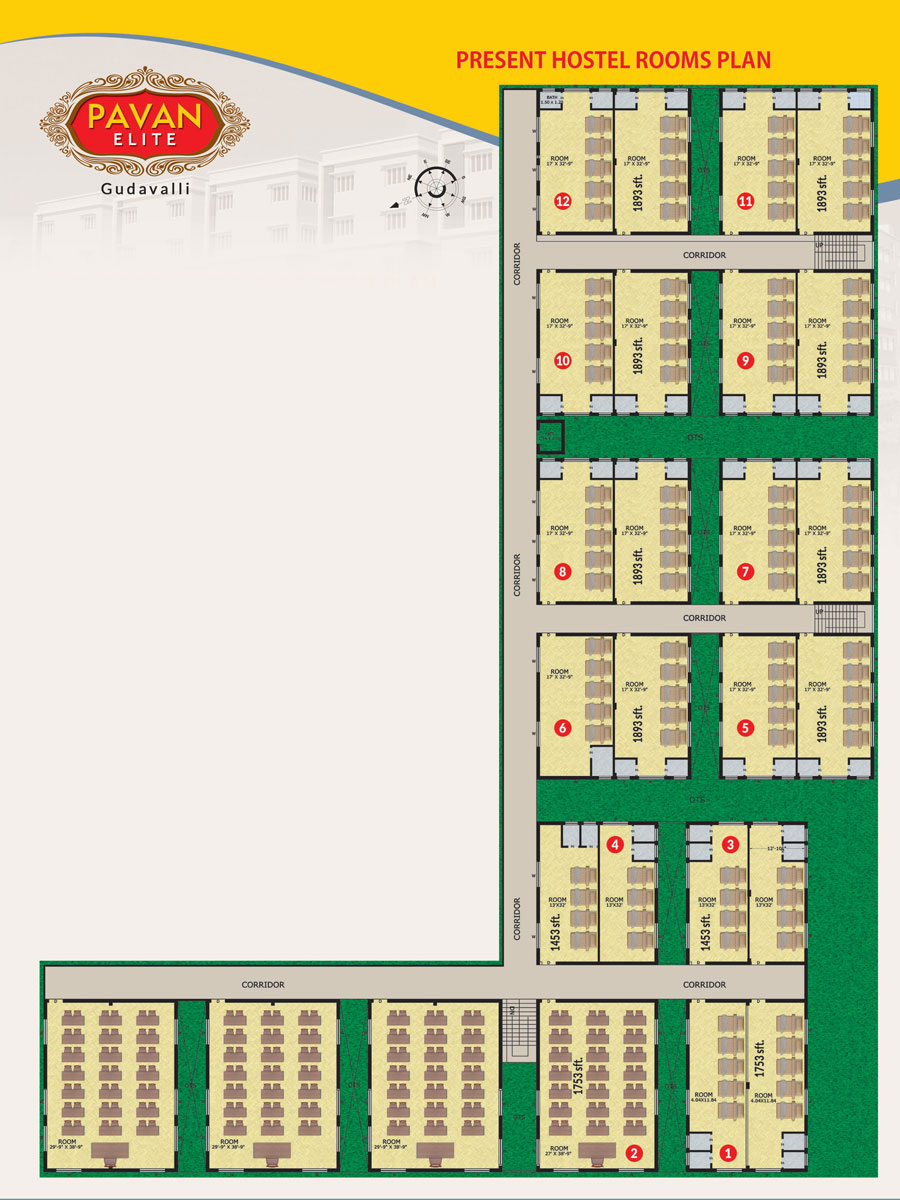 PRESENT HOSTEL ROOMS PLAN
PAVAN
ELITE
Gudavalli
BATH
ROOM
17' X 32'-9"
ROOM
17' X 32'-9"
OTS
ROOM
17' X 32'-9"
ROOM
17' X 32'-9"
12
1893 sft.
11
1893 sft.
CORRIDOR
CORRIDOR
UP
ROOM
17' X 32'-9"
ROOM
17' X 32'-9"
OTS
ROOM
17' X 32'-9"
ROOM
17' X 32'-9"
10
1893 sft.
9
1893 sft.
OTS
ROOM
17' X 32'-9"
ROOM
17' X 32'-9"
OTS
ROOM
17' X 32'-9"
ROOM
17' X 32'-9"
8
1893 sft.
7
1893 sft.
CORRIDOR
CORRIDOR
UP
ROOM
17' X 32'-9"
ROOM
17' X 32'-9"
OTS
ROOM
17' X 32'-9"
ROOM
17' X 32'-9"
6
1893 sft.
5
1893 sft.
OTS
4
3
ROOM
13'X32'
ROOM
13'X32'
ROOM
13'X32'
ROOM
13'X32'
1453 sft.
1453 sft.
CORRIDOR
CORRIDOR
CORRIDOR
DN
1753 sft.
1753 sft.
OTS
OTS
OTS
OTS
ROOM
4.04X11.84
ROOM
4.04X11.84
ROOM
29'-9" X 38'-9"
ROOM
29'-9" X 38'-9"
ROOM
29'-9" X 38'-9"
ROOM
27' X 38'-9"
2
1